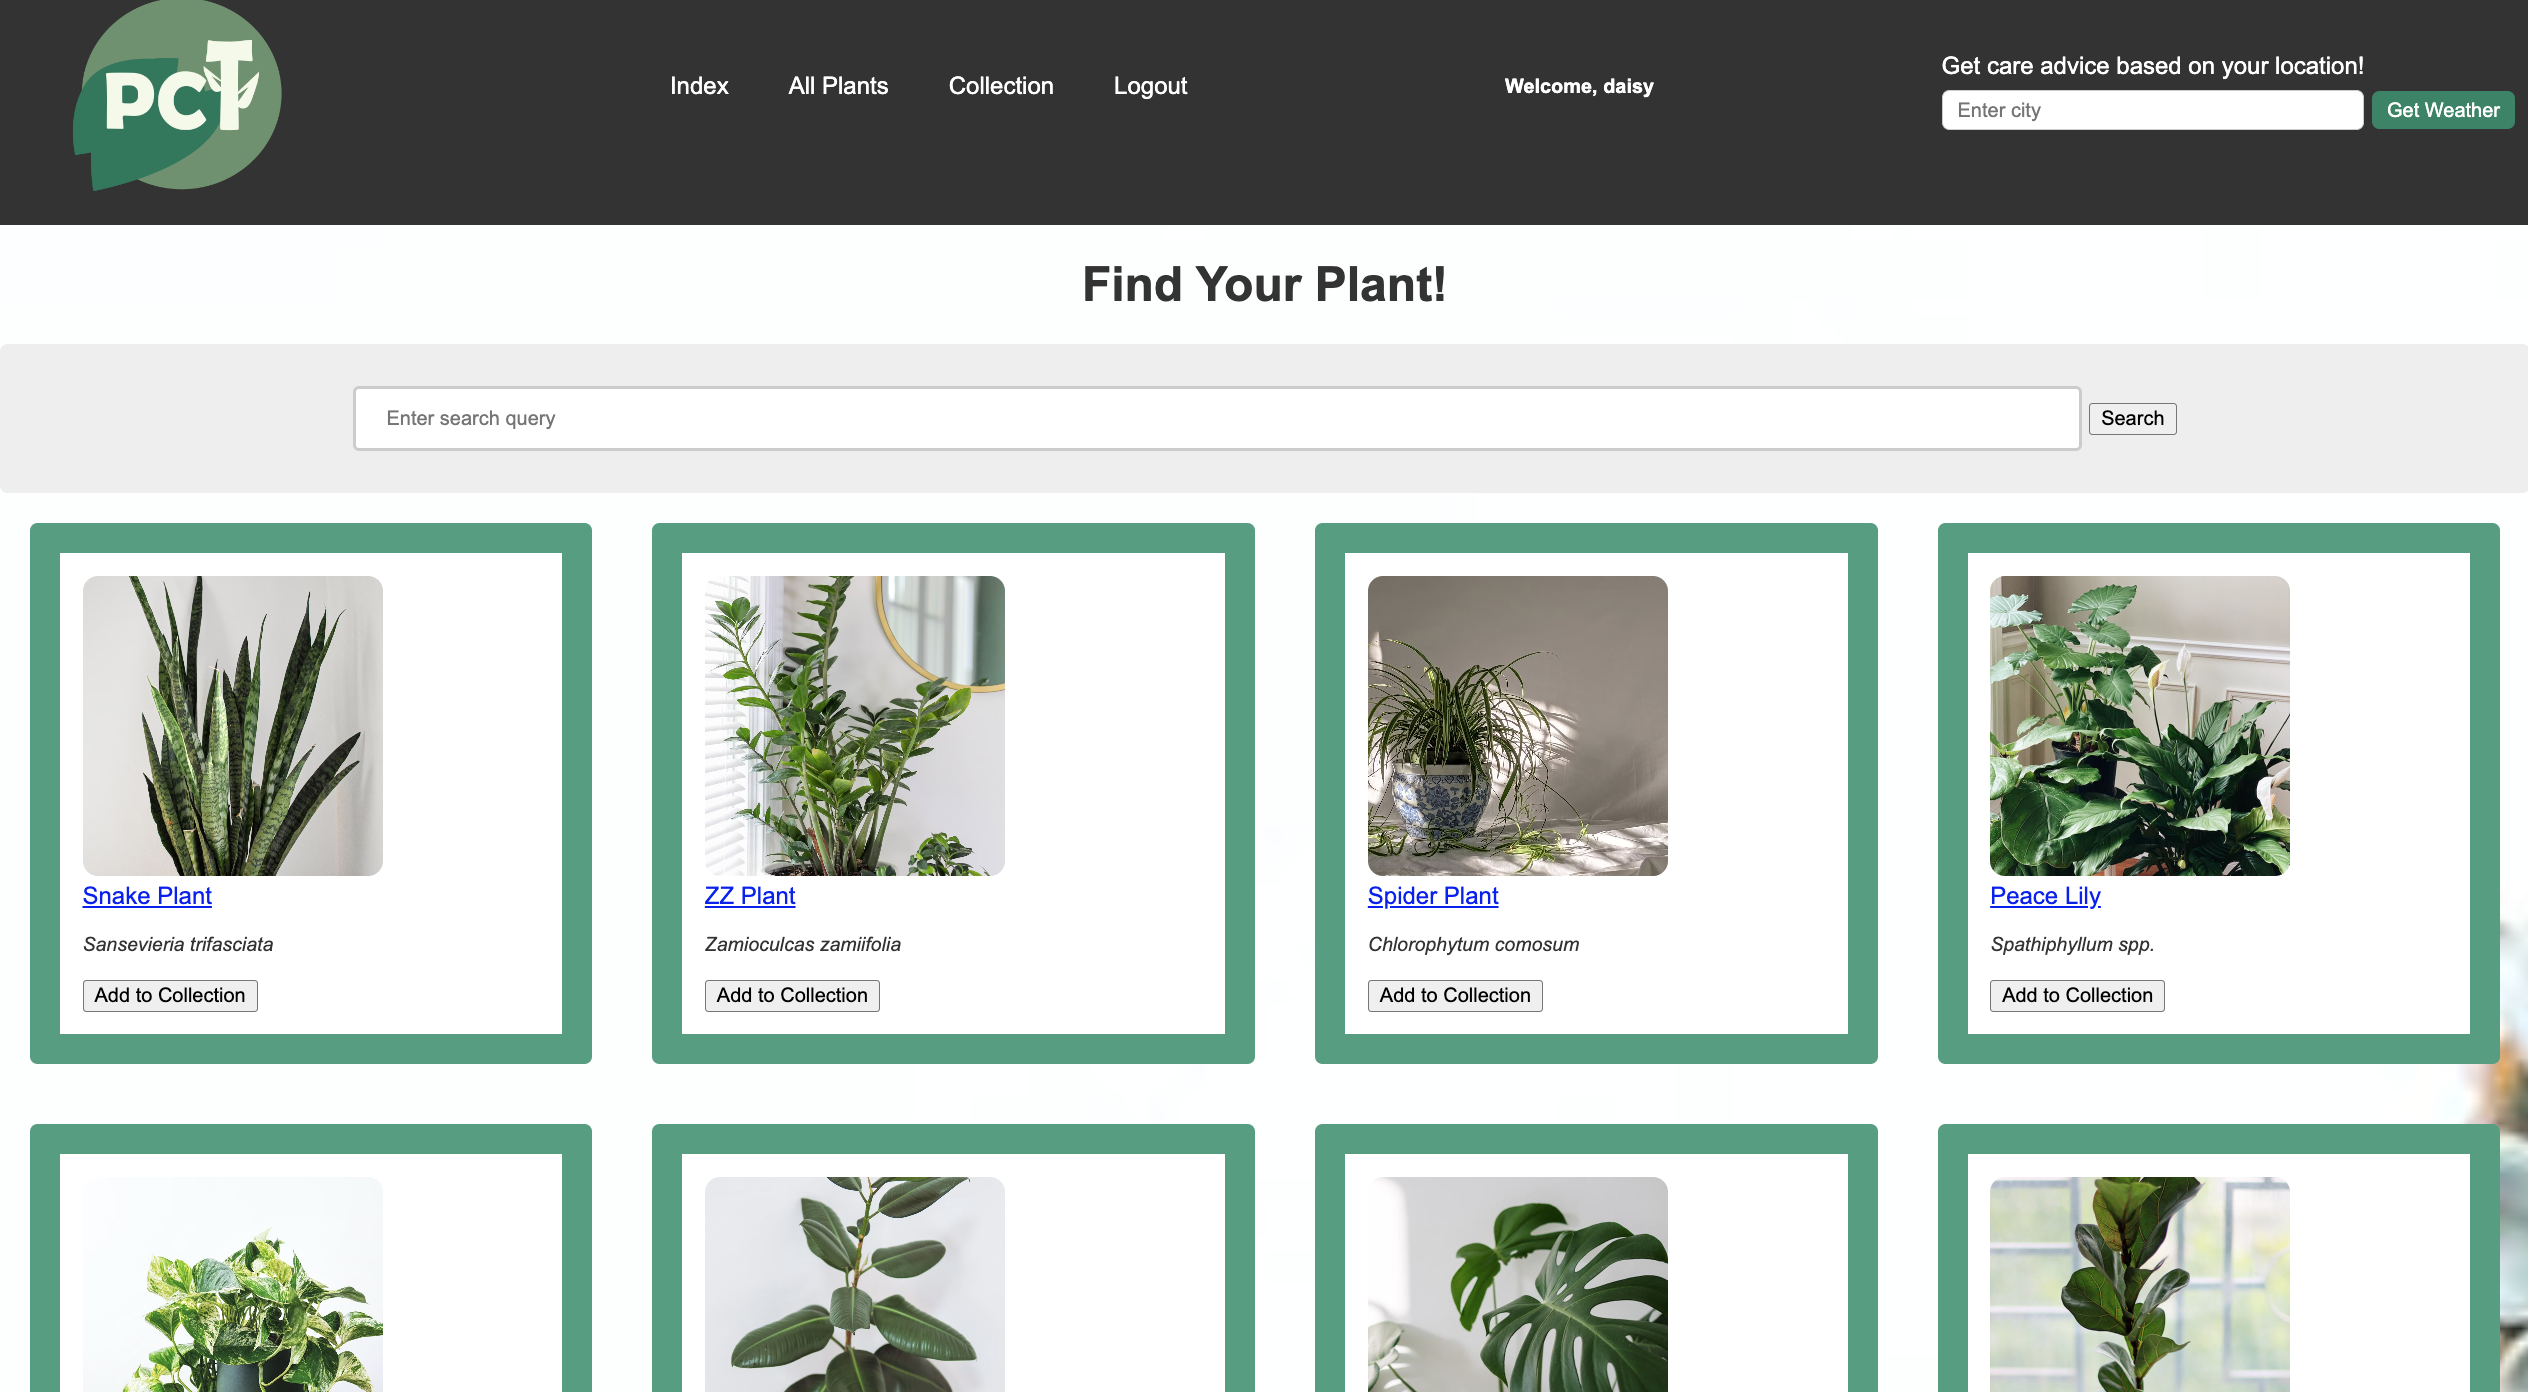 PCT
Index All Plants Collection Logout
Welcome, daisy
Get care advice based on your location!
Enter city Get Weather
Find Your Plant!
Enter search query Search
Snake Plant
Sansevieria trifasciata
Add to Collection
ZZ Plant
Zamioculcas zamiifolia
Add to Collection
Spider Plant
Chlorophytum comosum
Add to Collection
Peace Lily
Spathiphyllum spp.
Add to Collection